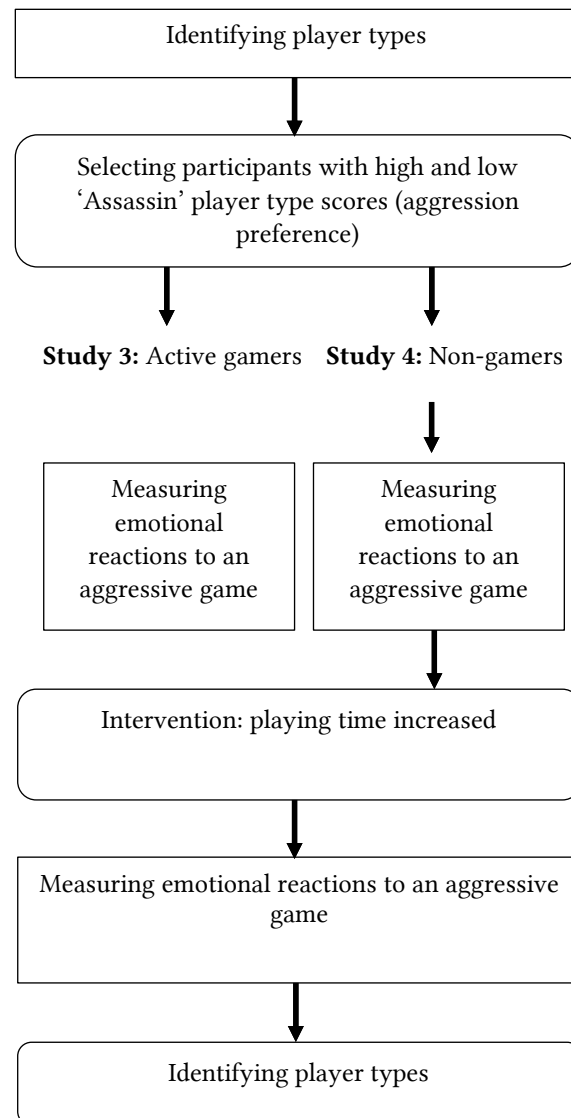 Identifying player types
Selecting participants with high and low
‘Assassin’ player type scores (aggression
preference)
Study 3: Active gamers
Study 4: Non-gamers
Measuring
emotional
reactions to an
aggressive game
Measuring
emotional
reactions to an
aggressive game
Intervention: playing time increased
Measuring emotional reactions to an aggressive
game
Identifying player types